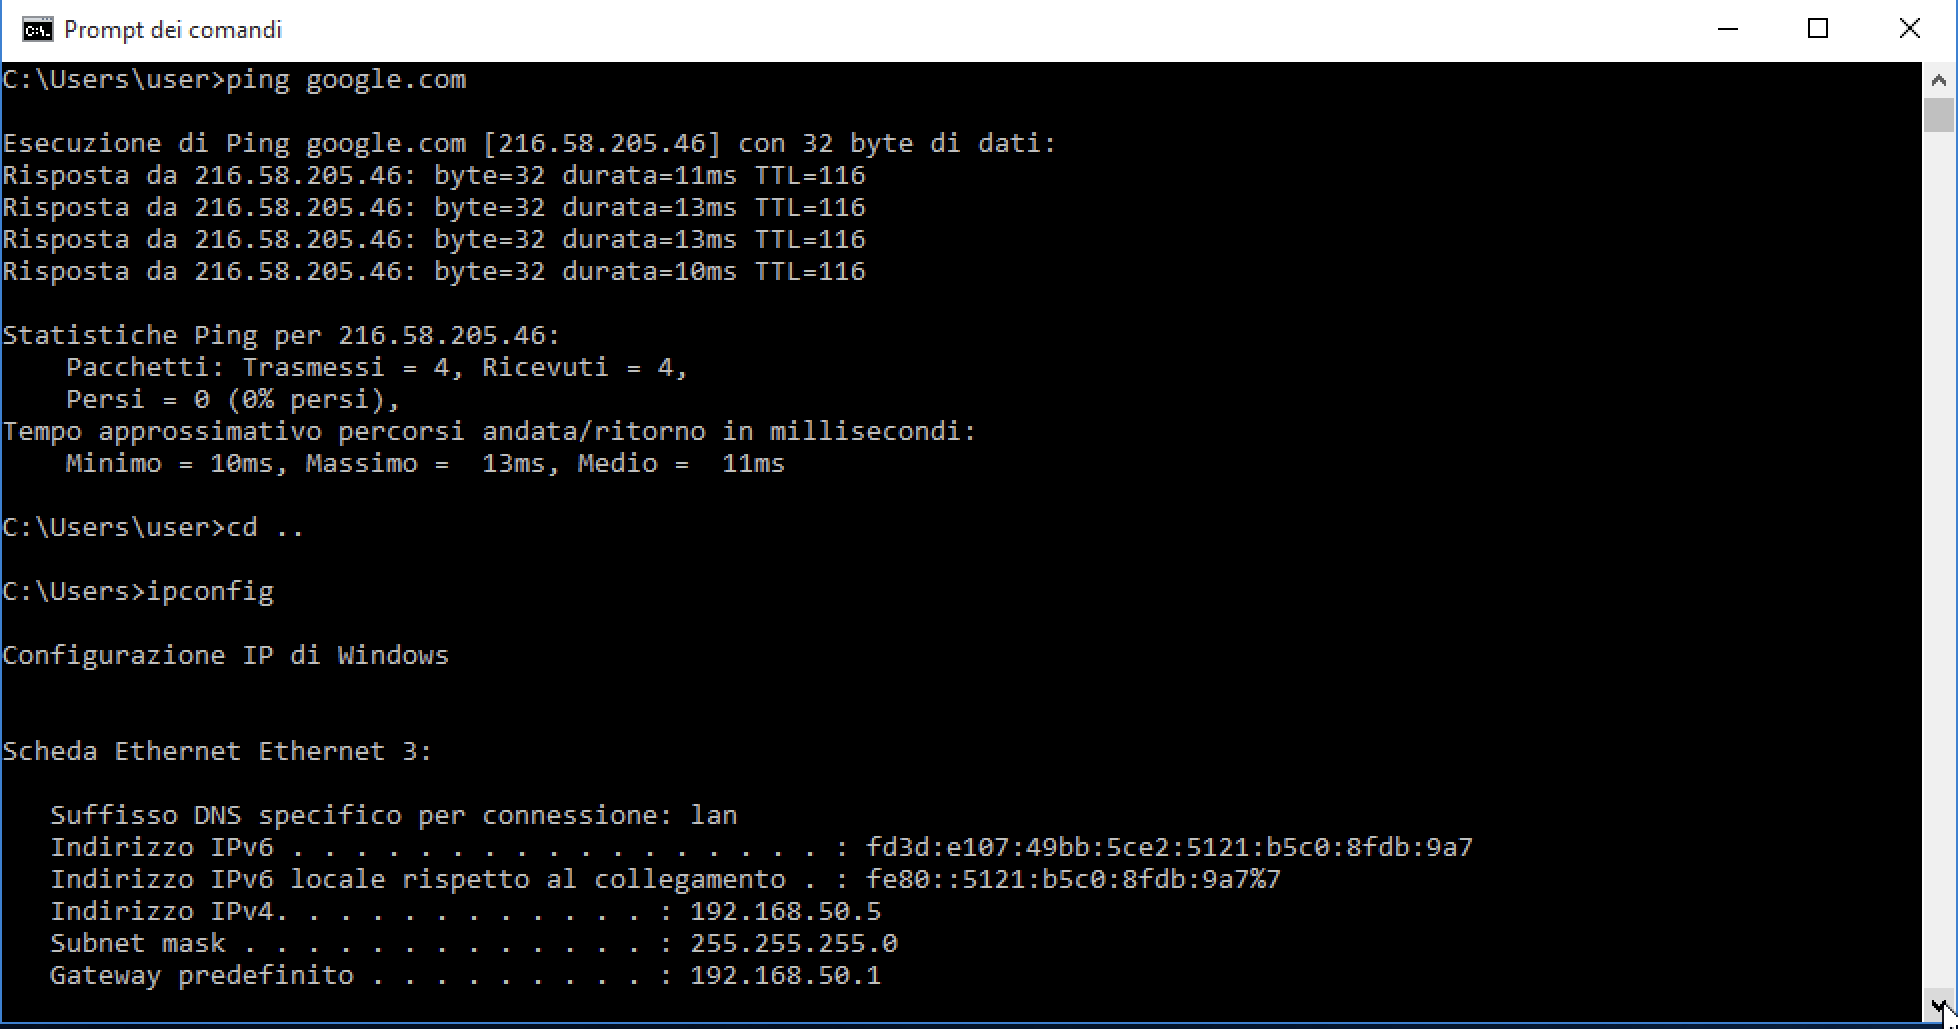 Prompt dei comandi
C:\Users\user>ping google.com
Esecuzione di Ping google.com [216.58.205.46] con 32 byte di dati:
Risposta da 216.58.205.46: byte=32 durata=11ms TTL=116
Risposta da 216.58.205.46: byte=32 durata=13ms TTL=116
Risposta da 216.58.205.46: byte=32 durata=13ms TTL=116
Risposta da 216.58.205.46: byte=32 durata=10ms TTL=116
Statistiche Ping per 216.58.205.46:
    Pacchetti: Trasmessi = 4, Ricevuti = 4,
    Persi = 0 (0% persi),
Tempo approssimativo percorsi andata/ritorno in millisecondi:
    Minimo = 10ms, Massimo =  13ms, Medio =  11ms
C:\Users\user>cd ..
C:\Users>ipconfig
Configurazione IP di Windows
Scheda Ethernet Ethernet 3:
   Suffisso DNS specifico per connessione: lan
   Indirizzo IPv6 . . . . . . . . . . . . . . . . . : fd3d:e107:49bb:5ce2:5121:b5c0:8fdb:9a7
   Indirizzo IPv6 locale rispetto al collegamento . : fe80::5121:b5c0:8fdb:9a7%7
   Indirizzo IPv4. . . . . . . . . . . . : 192.168.50.5
   Subnet mask . . . . . . . . . . . . . : 255.255.255.0
   Gateway predefinito . . . . . . . . . : 192.168.50.1